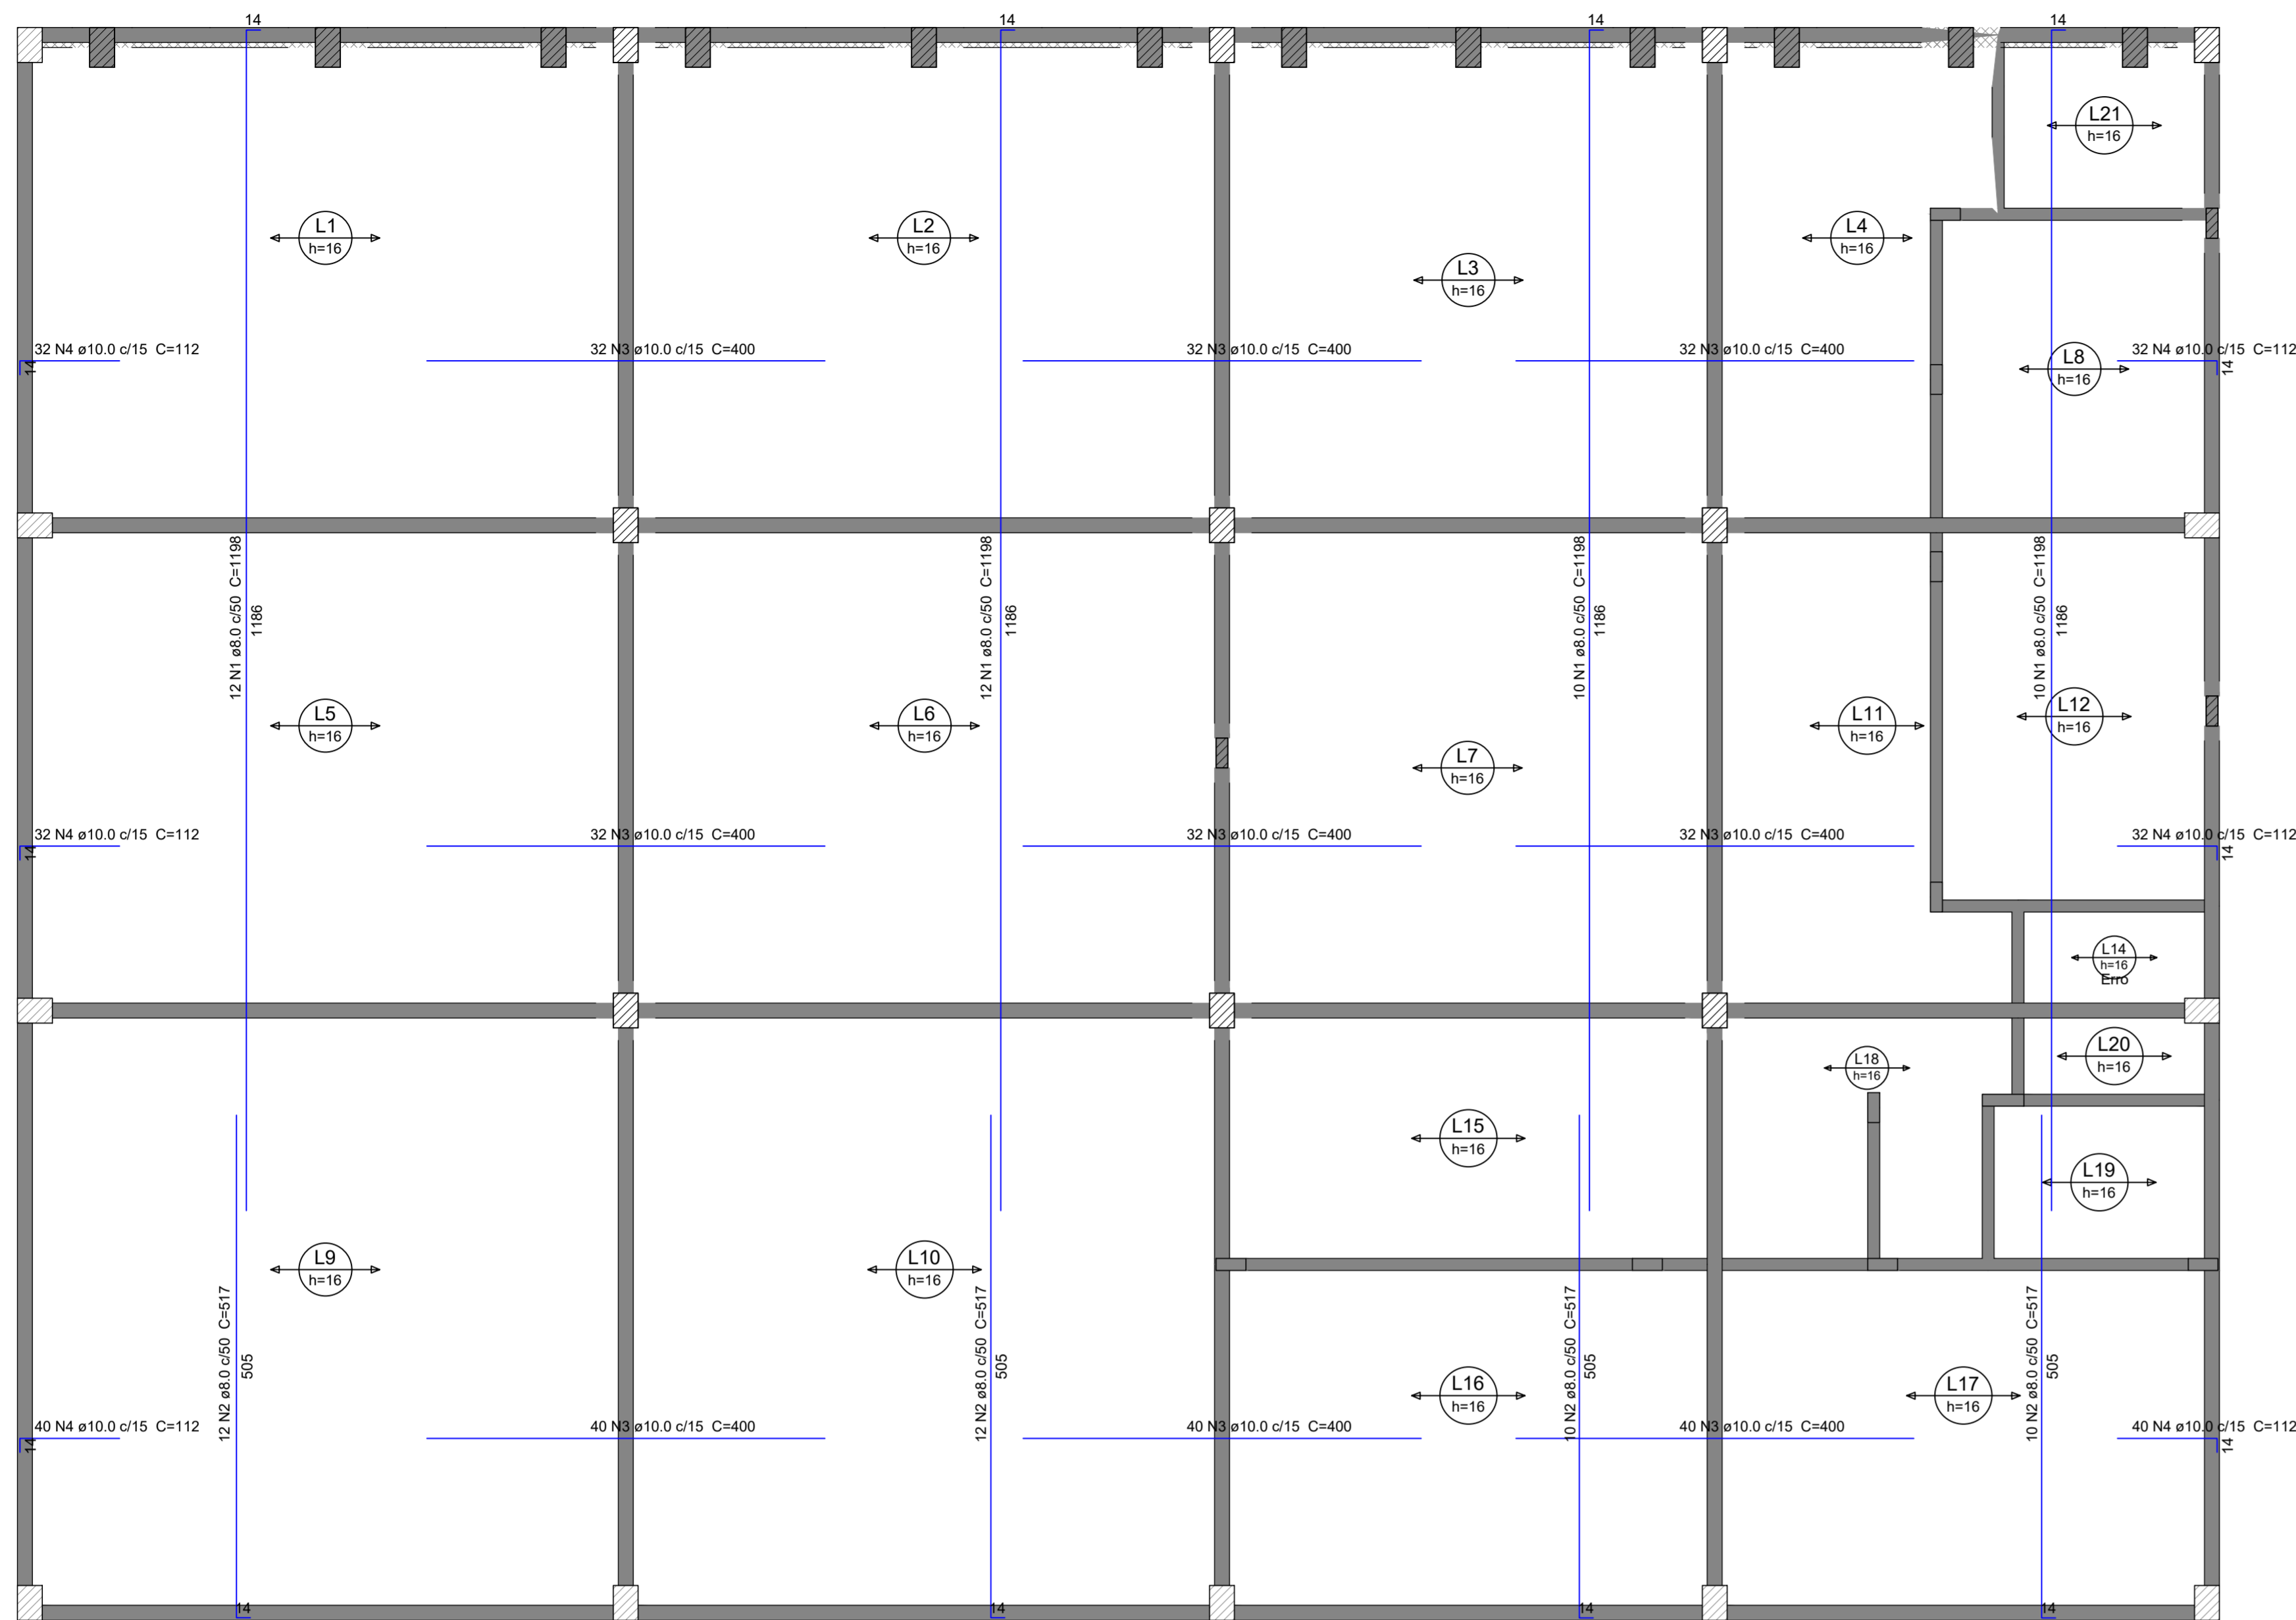 14 14 14 14
L21
h=16
L1 L2 L4
h=16 h=16 h=16
L3
h=16
32 N4 ø10.0 c/15 C=112 32 N3 ø10.0 c/15 C=400 32 N3 ø10.0 c/15 C=400 32 N3 ø10.0 c/15 C=400 32 N4 ø10.0 c/15 C=112
14 14
L8
h=16
12 N1 ø8.0 c/50 C=1198
1186
12 N1 ø8.0 c/50 C=1198
1186
10 N1 ø8.0 c/50 C=1198
1186
10 N1 ø8.0 c/50 C=1198
1186
L5 L6 L11 L12
h=16 h=16 h=16 h=16
L7
h=16
32 N4 ø10.0 c/15 C=112 32 N3 ø10.0 c/15 C=400 32 N3 ø10.0 c/15 C=400 32 N3 ø10.0 c/15 C=400 32 N4 ø10.0 c/15 C=112
14 14
L14
h=16
Erro
L18 L20
h=16 h=16
L15
h=16
L19
h=16
L9 L10
h=16 h=16
12 N2 ø8.0 c/50 C=517
505
12 N2 ø8.0 c/50 C=517
505
10 N2 ø8.0 c/50 C=517
505
10 N2 ø8.0 c/50 C=517
505
L16 L17
h=16 h=16
40 N4 ø10.0 c/15 C=112 40 N3 ø10.0 c/15 C=400 40 N3 ø10.0 c/15 C=400 40 N3 ø10.0 c/15 C=400 40 N4 ø10.0 c/15 C=112
14 14
14 14 14 14